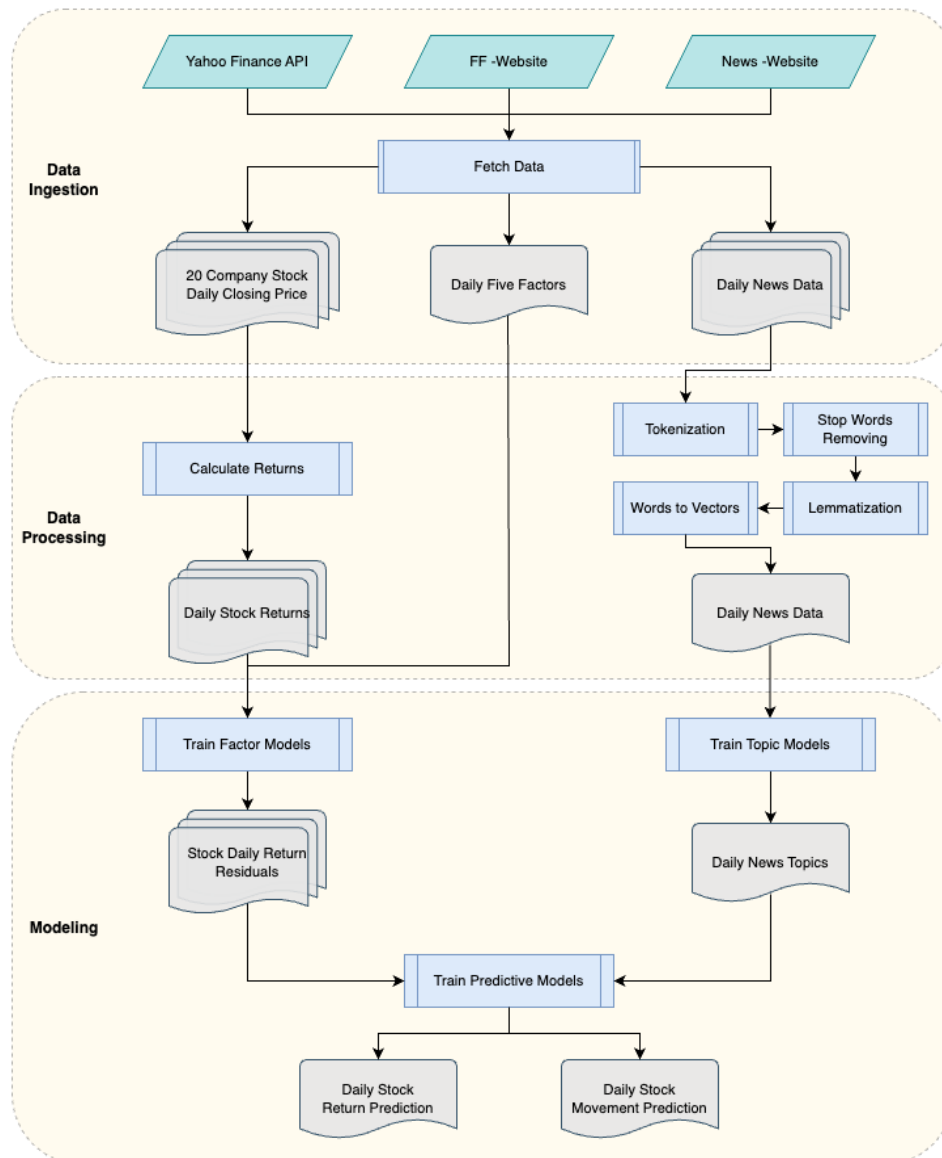 Yahoo Finance API
FF -Website
News -Website
Data
Ingestion
Fetch Data
20 Company Stock
Daily Closing Price
Daily Five Factors
Daily News Data
Data
Processing
Tokenization
Stop Words
Removing
Calculate Returns
Words to Vectors
Lemmatization
Daily Stock Returns
Daily News Data
Modeling
Train Factor Models
Train Topic Models
Stock Daily Return
Residuals
Daily News Topics
Train Predictive Models
Daily Stock
Return Prediction
Daily Stock
Movement Prediction